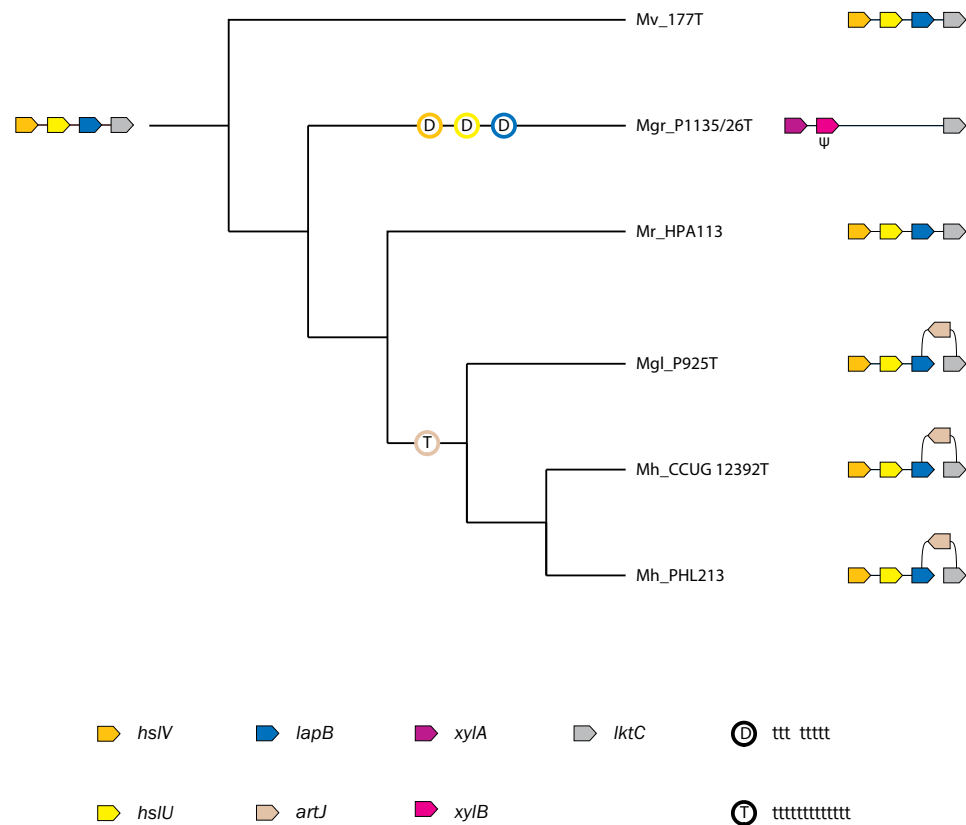 Mv_177T
D D D Mgr_P1135/26T
ψ
Mr_HPA113
Mgl_P925T
T
Mh_CCUG 12392T
Mh_PHL213
hslV lapB xylA lktC D ttt ttttt
hslU artJ xylB T ttttttttttttt